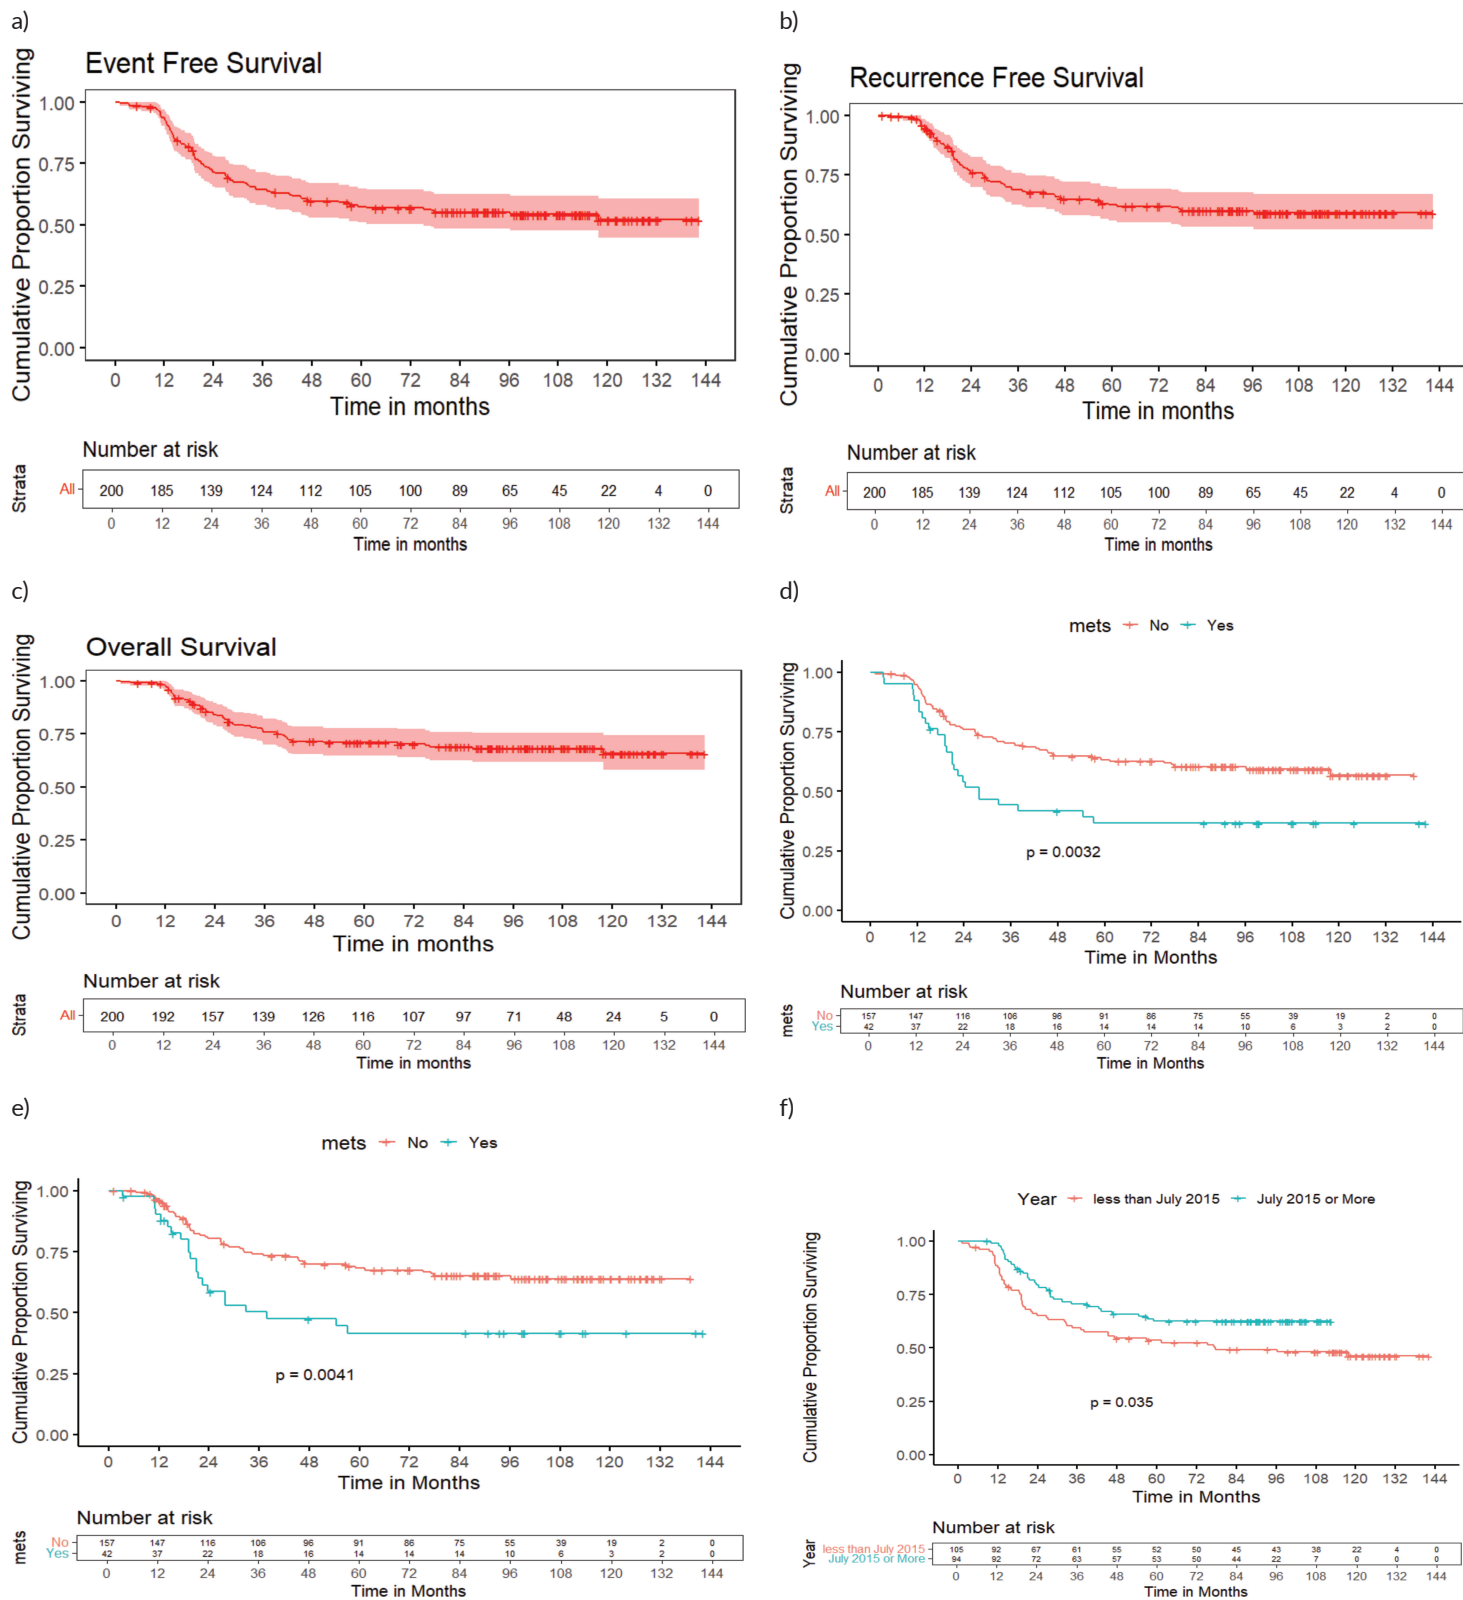 a)
Event Free Survival
Cumulative Proportion Surviving
1.00
0.75
0.50
0.25
0.00
0 12 24 36 48 60 72 84 96 108 120 132 144
Time in months
Number at risk
Strata
All 200 185 139 124 112 105 100 89 65 45 22 4 0
0 12 24 36 48 60 72 84 96 108 120 132 144
Time in months
b)
Recurrence Free Survival
Cumulative Proportion Surviving
1.00
0.75
0.50
0.25
0.00
0 12 24 36 48 60 72 84 96 108 120 132 144
Time in months
Number at risk
Strata
All 200 185 139 124 112 105 100 89 65 45 22 4 0
0 12 24 36 48 60 72 84 96 108 120 132 144
Time in months
c)
Overall Survival
Cumulative Proportion Surviving
1.00
0.75
0.50
0.25
0.00
0 12 24 36 48 60 72 84 96 108 120 132 144
Time in months
Number at risk
Strata
All 200 192 157 139 126 116 107 97 71 48 24 5 0
0 12 24 36 48 60 72 84 96 108 120 132 144
Time in months
d)
mets No Yes
Cumulative Proportion Surviving
1.00
0.75
0.50
0.25
0.00
p = 0.0032
0 12 24 36 48 60 72 84 96 108 120 132 144
Time in Months
Number at risk
mets
No 157 147 116 106 96 91 86 75 55 39 19 2 0
Yes 42 37 22 18 16 14 14 14 10 6 3 2 0
0 12 24 36 48 60 72 84 96 108 120 132 144
Time in Months
e)
mets No Yes
Cumulative Proportion Surviving
1.00
0.75
0.50
0.25
0.00
p = 0.0041
0 12 24 36 48 60 72 84 96 108 120 132 144
Time in Months
Number at risk
mets
No 157 147 116 106 96 91 86 75 55 39 19 2 0
Yes 42 37 22 18 16 14 14 14 10 6 3 2 0
0 12 24 36 48 60 72 84 96 108 120 132 144
Time in Months
f)
Year less than July 2015 July 2015 or More
Cumulative Proportion Surviving
1.00
0.75
0.50
0.25
0.00
p = 0.035
0 12 24 36 48 60 72 84 96 108 120 132 144
Time in Months
Number at risk
Year
less than July 2015 105 92 67 61 55 52 50 45 43 38 22 4 0
July 2015 or More 94 92 72 63 57 53 50 44 22 7 0 0 0
0 12 24 36 48 60 72 84 96 108 120 132 144
Time in Months